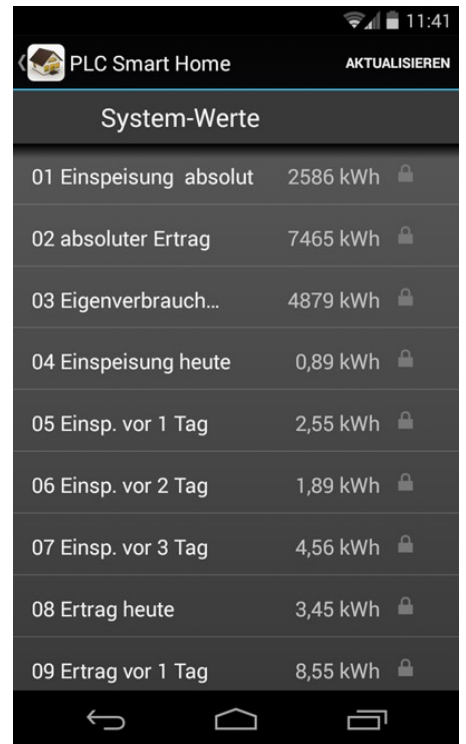 11:41
PLC Smart Home AKTUALISIEREN
System-Werte
01 Einspeisung absolut 2586 kWh
02 absoluter Ertrag 7465 kWh
03 Eigenverbrauch... 4879 kWh
04 Einspeisung heute 0,89 kWh
05 Einsp. vor 1 Tag 2,55 kWh
06 Einsp. vor 2 Tag 1,89 kWh
07 Einsp. vor 3 Tag 4,56 kWh
08 Ertrag heute 3,45 kWh
09 Ertrag vor 1 Tag 8,55 kWh